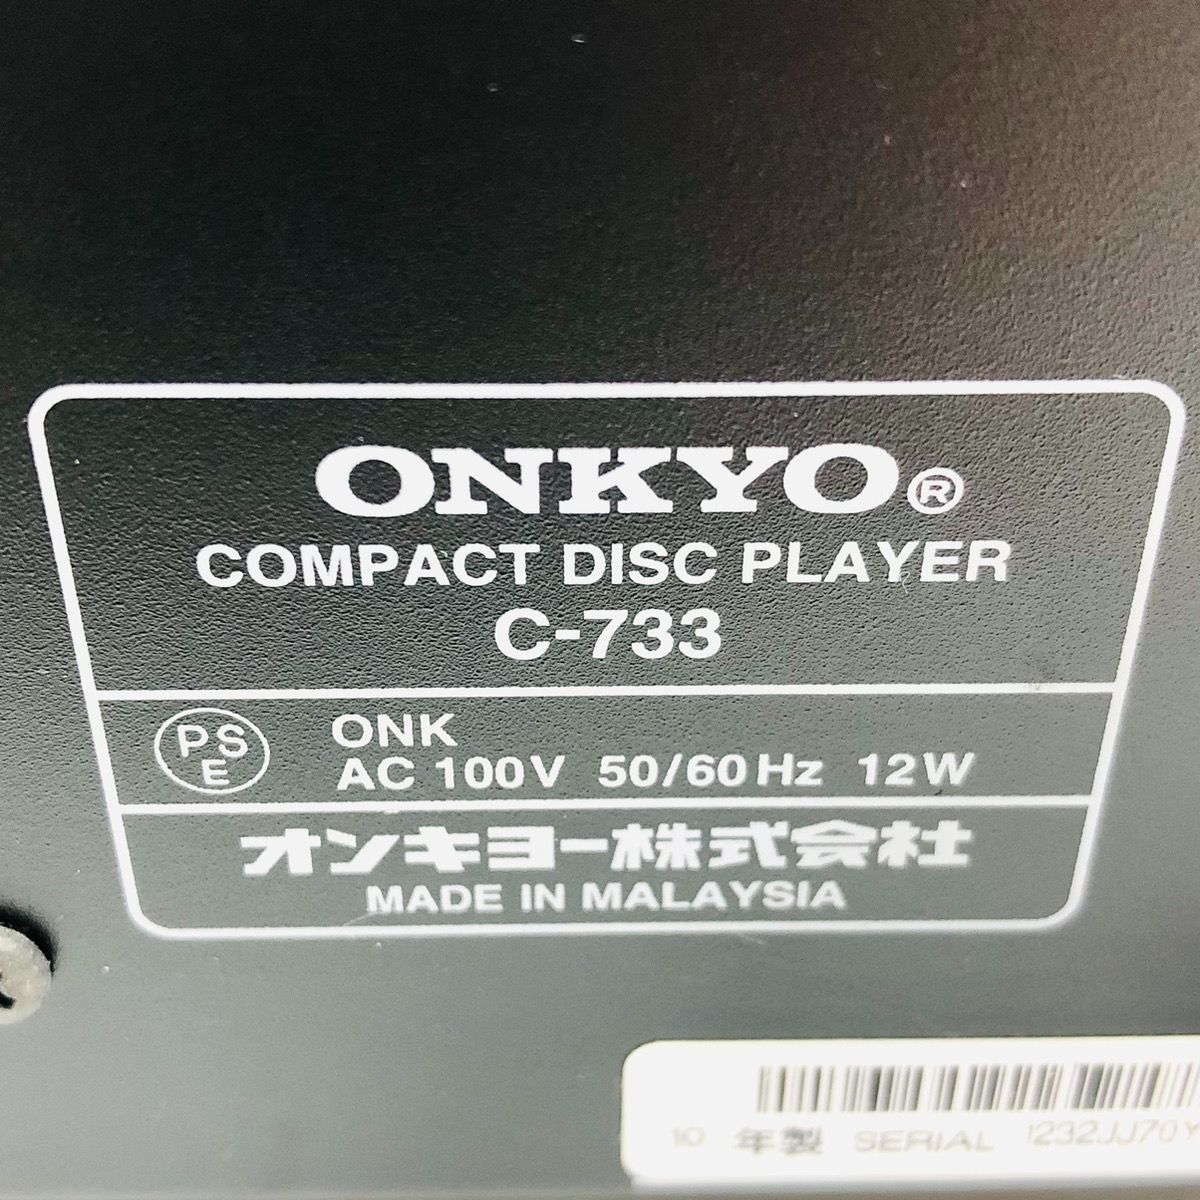 ONKYO®
COMPACT DISC PLAYER
C-733
PSE ONK
AC 100V 50/60Hz 12W
オンキヨー株式会社
MADE IN MALAYSIA
10 年製 SERIAL